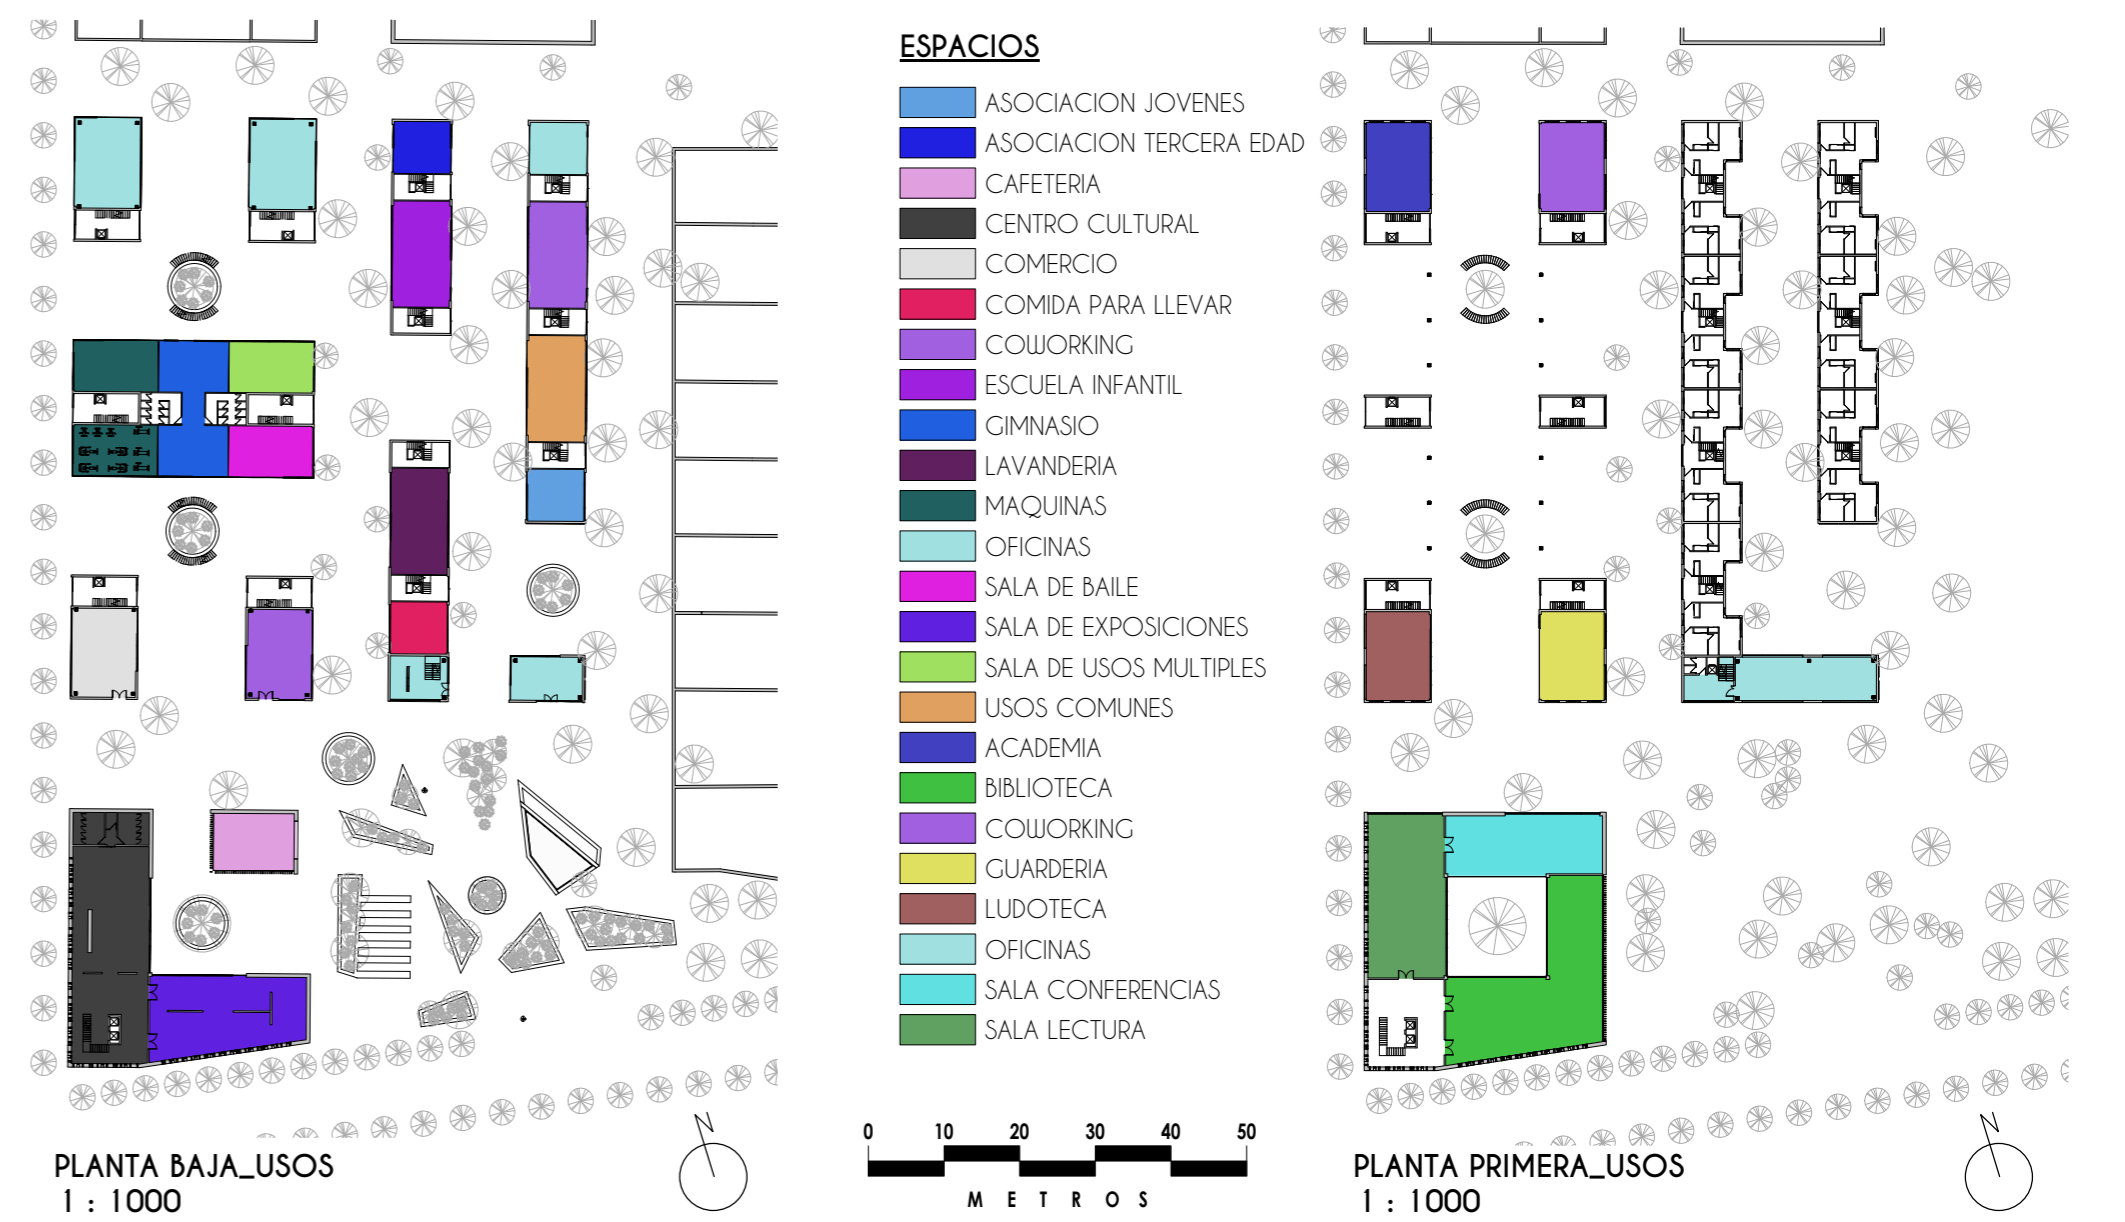 ESPACIOS
ASOCIACION JOVENES
ASOCIACION TERCERA EDAD
CAFETERIA
CENTRO CULTURAL
COMERCIO
COMIDA PARA LLEVAR
COWORKING
ESCUELA INFANTIL
GIMNASIO
LAVANDERIA
MAQUINAS
OFICINAS
SALA DE BAILE
SALA DE EXPOSICIONES
SALA DE USOS MULTIPLES
USOS COMUNES
ACADEMIA
BIBLIOTECA
COWORKING
GUARDERIA
LUDOTECA
OFICINAS
SALA CONFERENCIAS
SALA LECTURA
0 10 20 30 40 50
METROS
N
PLANTA BAJA_USOS
1 : 1000
N
PLANTA PRIMERA_USOS
1 : 1000